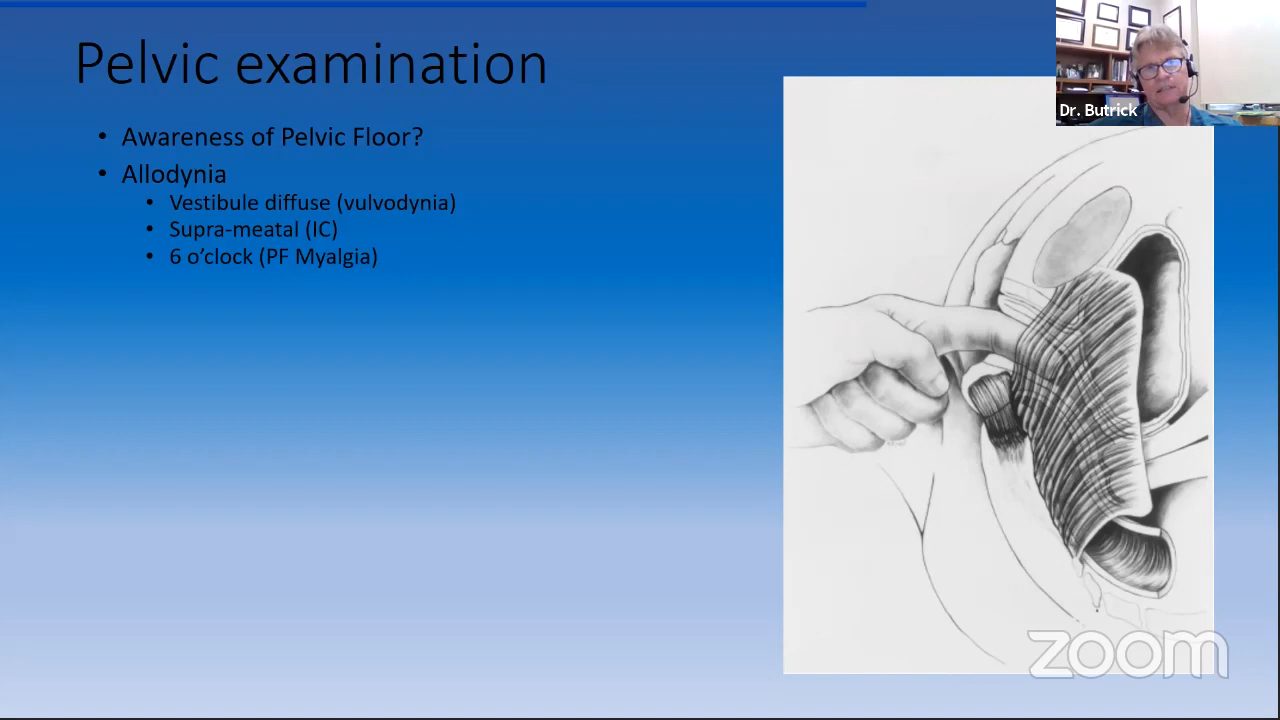 Pelvic examination
Dr. Butrick
• Awareness of Pelvic Floor?
• Allodynia
• Vestibule diffuse (vulvodynia)
• Supra-meatal (IC)
• 6 o’clock (PF Myalgia)
zoom